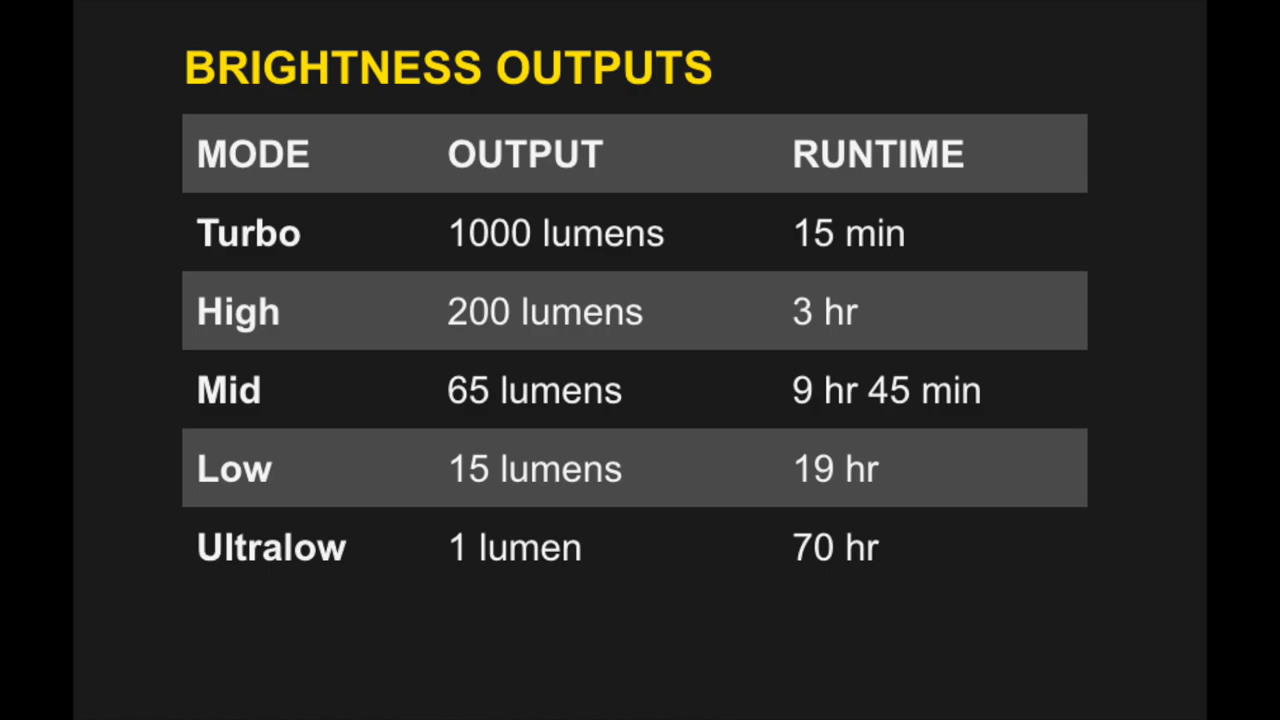 BRIGHTNESS OUTPUTS
MODE OUTPUT RUNTIME
Turbo 1000 lumens 15 min
High 200 lumens 3 hr
Mid 65 lumens 9 hr 45 min
Low 15 lumens 19 hr
Ultralow 1 lumen 70 hr